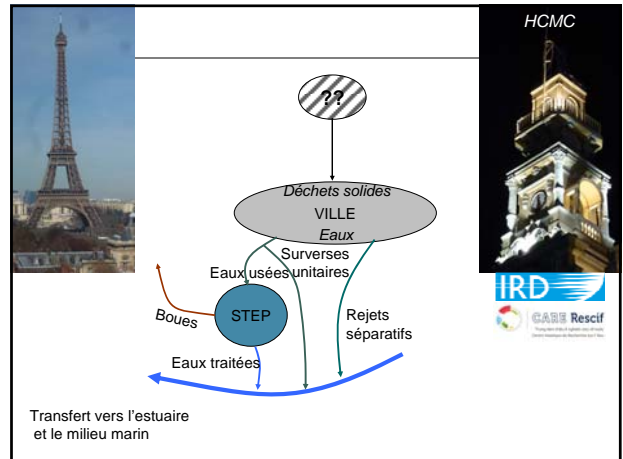 HCMC
??
Déchets solides
VILLE
Eaux
Surverses
unitaires
Eaux usées
Boues
STEP
Rejets
séparatifs
Eaux traitées
IRD
CARE Rescif
Transfert vers l'estuaire
et le milieu marin